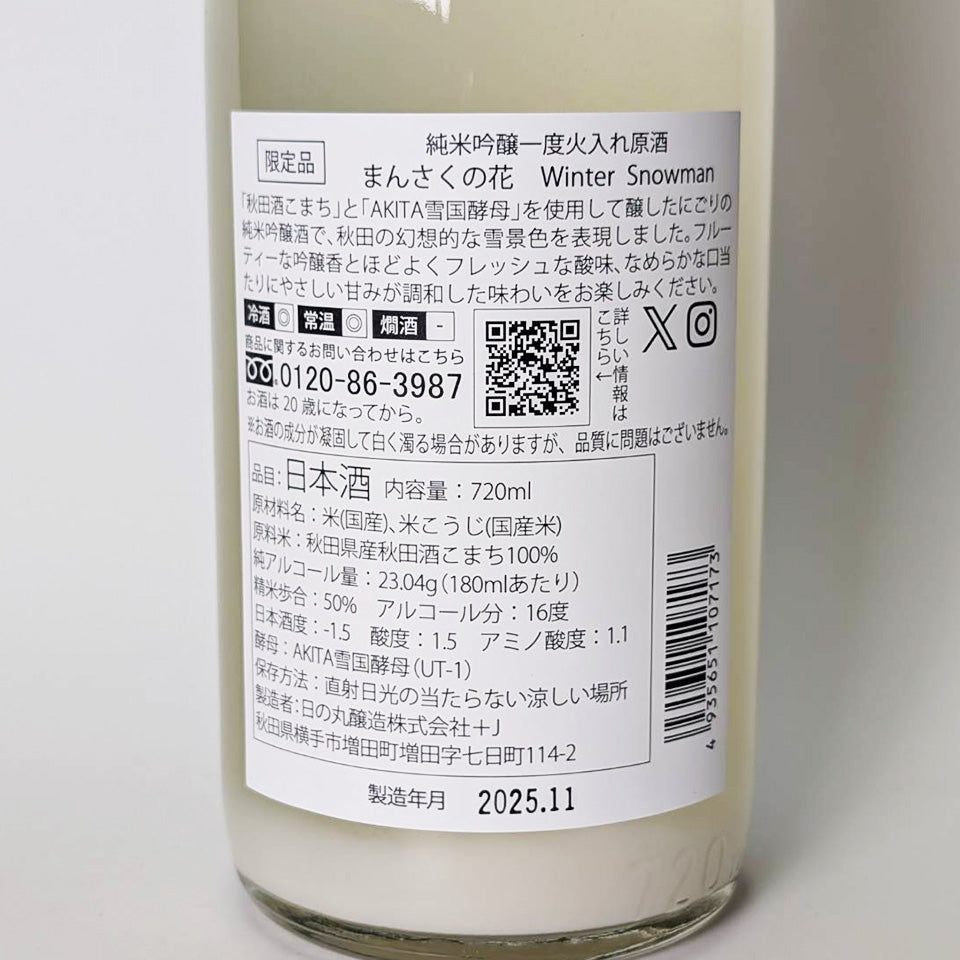 限定品
純米吟醸一度火入れ原酒
まんさくの花 Winter Snowman
「秋田酒こまち」と「AKITA雪国酵母」を使用して醸したにごりの
純米吟醸酒で、秋田の幻想的な雪景色を表現しました。フルー
ティーな吟醸香とほどよくフレッシュな酸味、なめらかな口当
たりにやさしい甘みが調和した味わいをお楽しみください。
冷酒 ◎ 常温 ◎ 燗酒 -
商品に関するお問い合わせはこちら
0120-86-3987
お酒は20歳になってから。
詳しい情報は
こちら↓
※お酒の成分が凝固して白く濁る場合がありますが、品質に問題はございません。
品目:日本酒 内容量:720ml
原材料名:米(国産)、米こうじ(国産米)
原料米:秋田県産秋田酒こまち100%
純アルコール量:23.04g(180mlあたり)
精米歩合:50% アルコール分:16度
日本酒度:-1.5 酸度:1.5 アミノ酸度:1.1
酵母:AKITA雪国酵母(UT-1)
保存方法:直射日光の当たらない涼しい場所
製造者:日の丸醸造株式会社+J
秋田県横手市増田町増田字七日町114-2
4 935651 107173
製造年月 2025.11
720